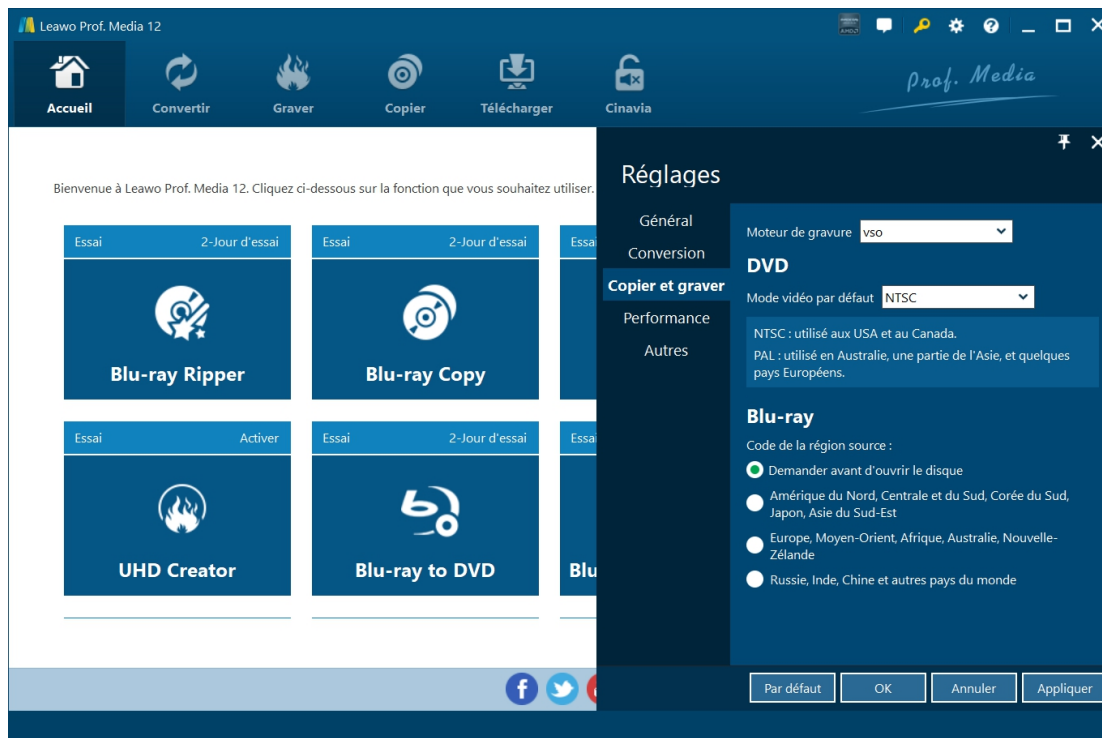 Leawo Prof. Media 12
Accueil
Convertir
Graver
Copier
Télécharger
Cinavia
Prof. Media
Bienvenue à Leawo Prof. Media 12. Cliquez ci-dessous sur la fonction que vous souhaitez utiliser.
Essai 2-Jour d'essai
Blu-ray Ripper
Essai 2-Jour d'essai
Blu-ray Copy
Essai
Essai Activer
UHD Creator
Essai 2-Jour d'essai
Blu-ray to DVD
Essai
Blu
Réglages
Général
Conversion
Copier et graver
Performance
Autres
Moteur de gravure vso
DVD
Mode vidéo par défaut NTSC
NTSC : utilisé aux USA et au Canada.
PAL : utilisé en Australie, une partie de l'Asie, et quelques
pays Européens.
Blu-ray
Code de la région source :
Demander avant d'ouvrir le disque
Amérique du Nord, Centrale et du Sud, Corée du Sud,
Japon, Asie du Sud-Est
Europe, Moyen-Orient, Afrique, Australie, Nouvelle-
Zélande
Russie, Inde, Chine et autres pays du monde
Par défaut
OK
Annuler
Appliquer